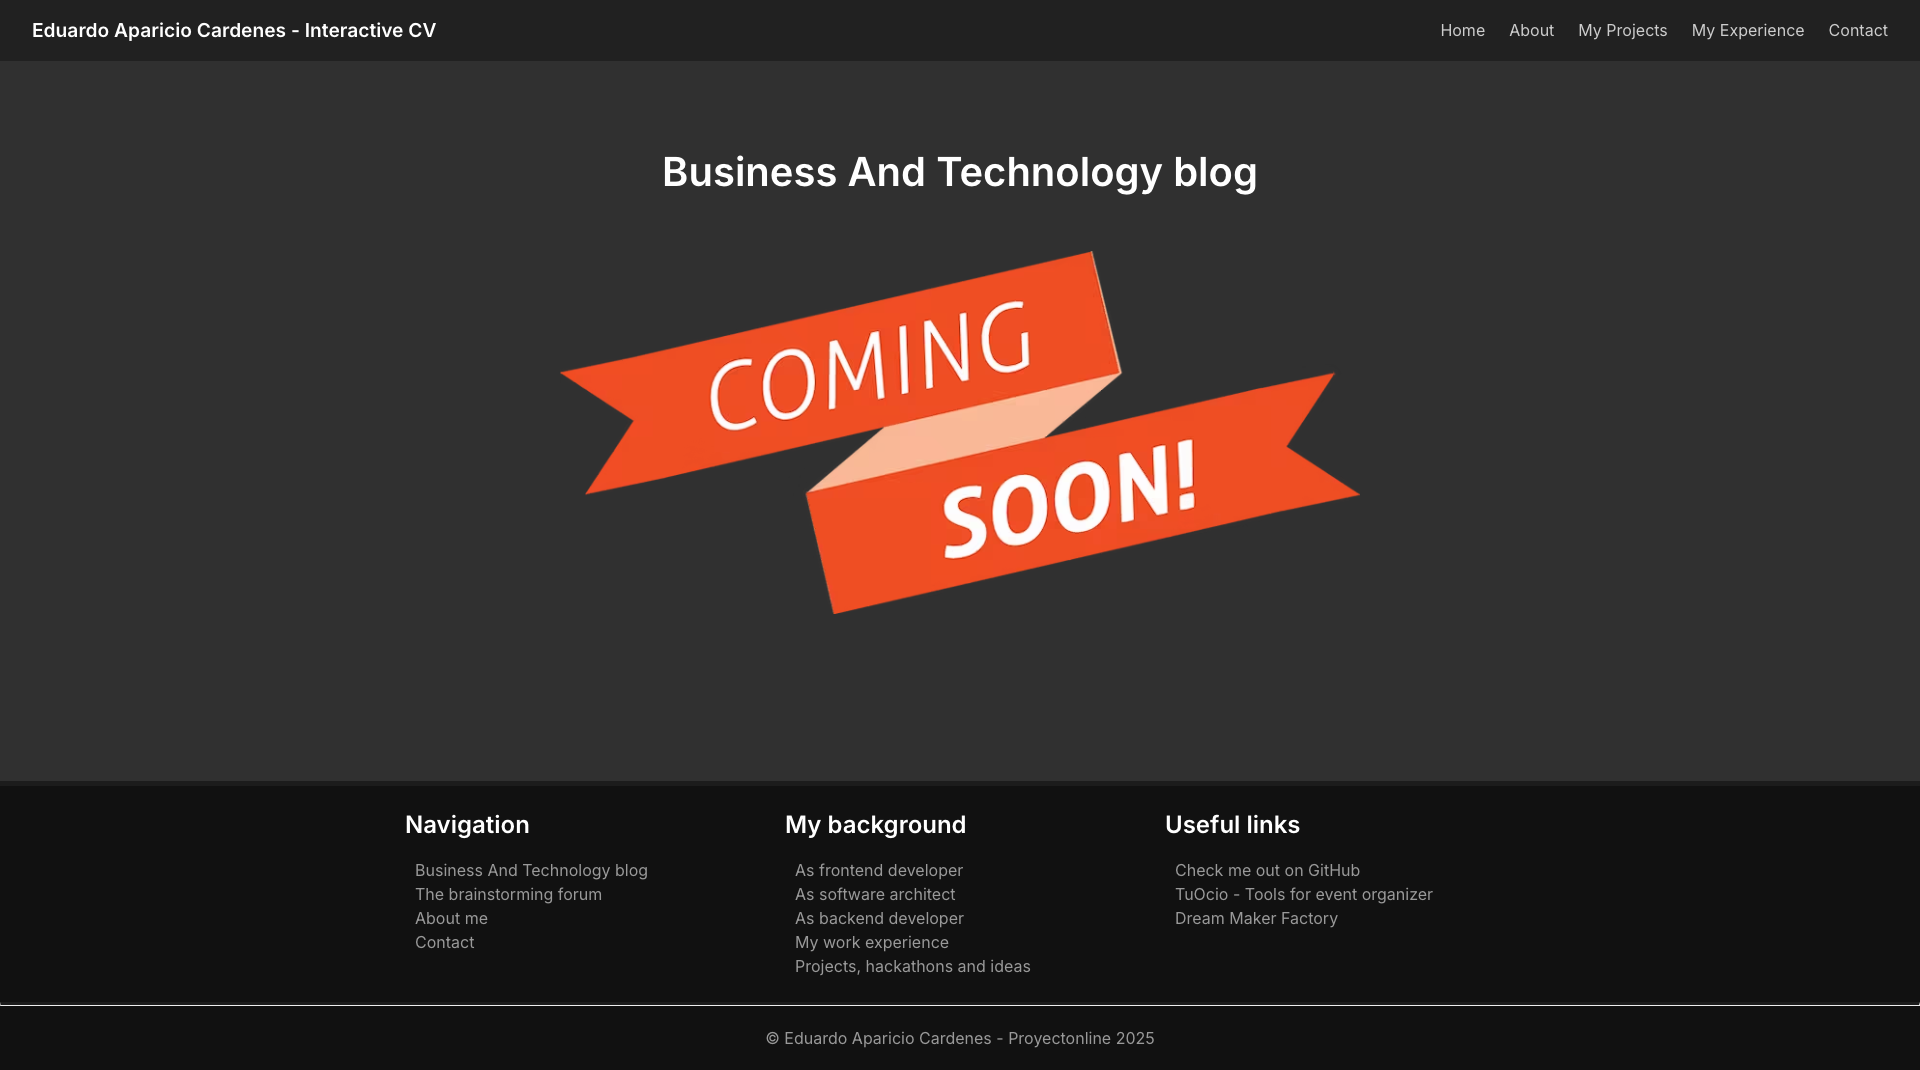 Eduardo Aparicio Cardenes - Interactive CV
Home About My Projects My Experience Contact
Business And Technology blog
COMING
SOON!
Navigation
Business And Technology blog
The brainstorming forum
About me
Contact
My background
As frontend developer
As software architect
As backend developer
My work experience
Projects, hackathons and ideas
Useful links
Check me out on GitHub
TuOcio - Tools for event organizer
Dream Maker Factory
© Eduardo Aparicio Cardenes - Proyectonline 2025